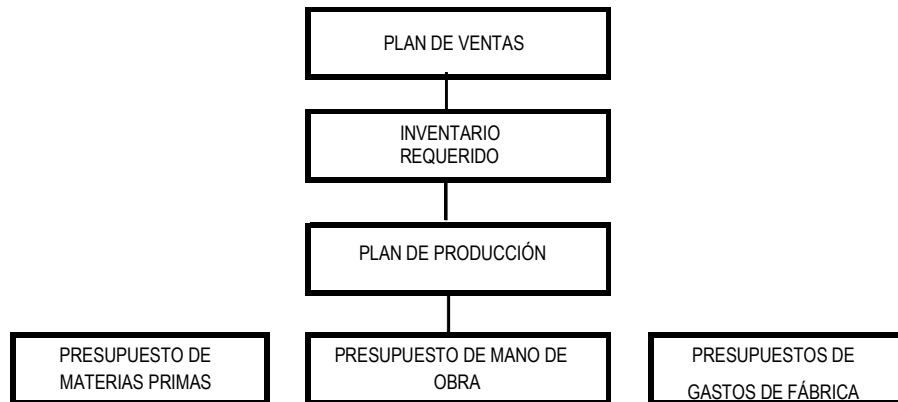 PLAN DE VENTAS
INVENTARIO
REQUERIDO
PLAN DE PRODUCCIÓN
PRESUPUESTO DE
MATERIAS PRIMAS
PRESUPUESTO DE MANO DE
OBRA
PRESUPUESTOS DE
GASTOS DE FÁBRICA